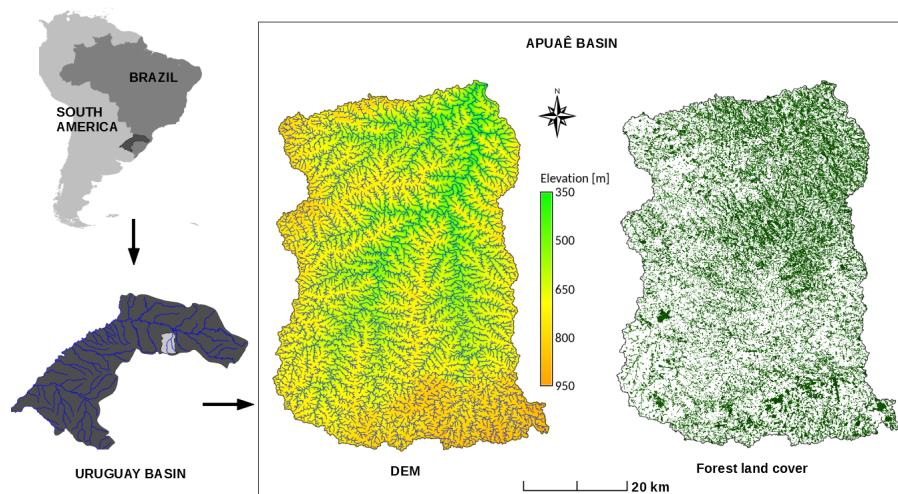 BRAZIL
SOUTH
AMERICA
URUGUAY BASIN
APUAÊ BASIN
N
Elevation [m]
350
500
650
800
950
DEM
Forest land cover
20 km